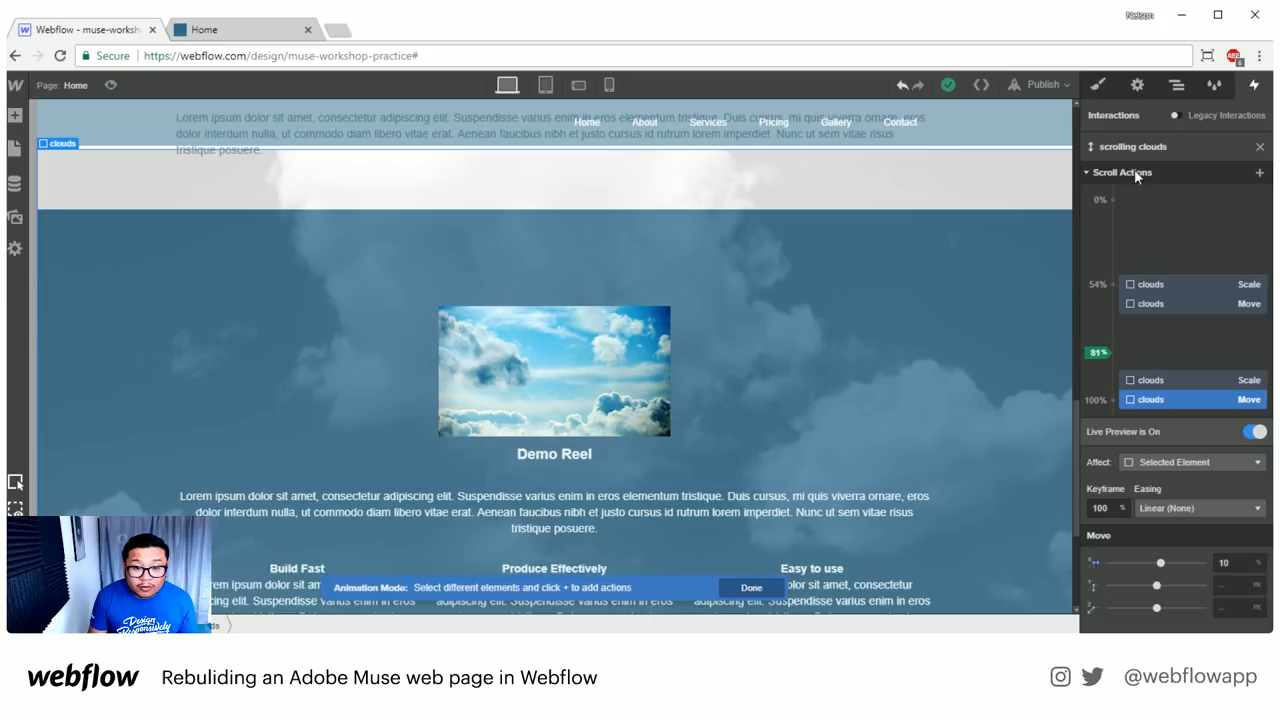 Nelson
Webflow - muse-worksh
Home
Secure
https://webflow.com/design/muse-workshop-practice#
Page: Home
Publish
Lorem ipsum dolor sit amet, consectetur adipiscing elit. Suspendisse varius enim in eros elementum tristique. Duis cursus, mi quis viverra ornare, eros
dolor interdum nulla, ut commodo diam libero vitae erat. Aenean faucibus nibh et justo cursus id rutrum lorem imperdiet. Nunc ut sem vitae risus
tristique posuere.
Home About Services Pricing Gallery Contact
clouds
Demo Reel
Lorem ipsum dolor sit amet, consectetur adipiscing elit. Suspendisse varius enim in eros elementum tristique. Duis cursus, mi quis viverra ornare, eros
dolor interdum nulla, ut commodo diam libero vitae erat. Aenean faucibus nibh et justo cursus id rutrum lorem imperdiet. Nunc ut sem vitae risus
tristique posuere.
Build Fast
Produce Effectively
Easy to use
Animation Mode: Select different elements and click + to add actions
Done
Interactions
Legacy Interactions
scrolling clouds
Scroll Actions
0%
54%
clouds Scale
clouds Move
81%
clouds Scale
100%
clouds Move
Live Preview is On
Affect: Selected Element
Keyframe Easing
100 % Linear (None)
Move
X 10 %
Y -- PX
Z -- PX
Design
Responsively
webflow
Rebuliding an Adobe Muse web page in Webflow
@webflowapp